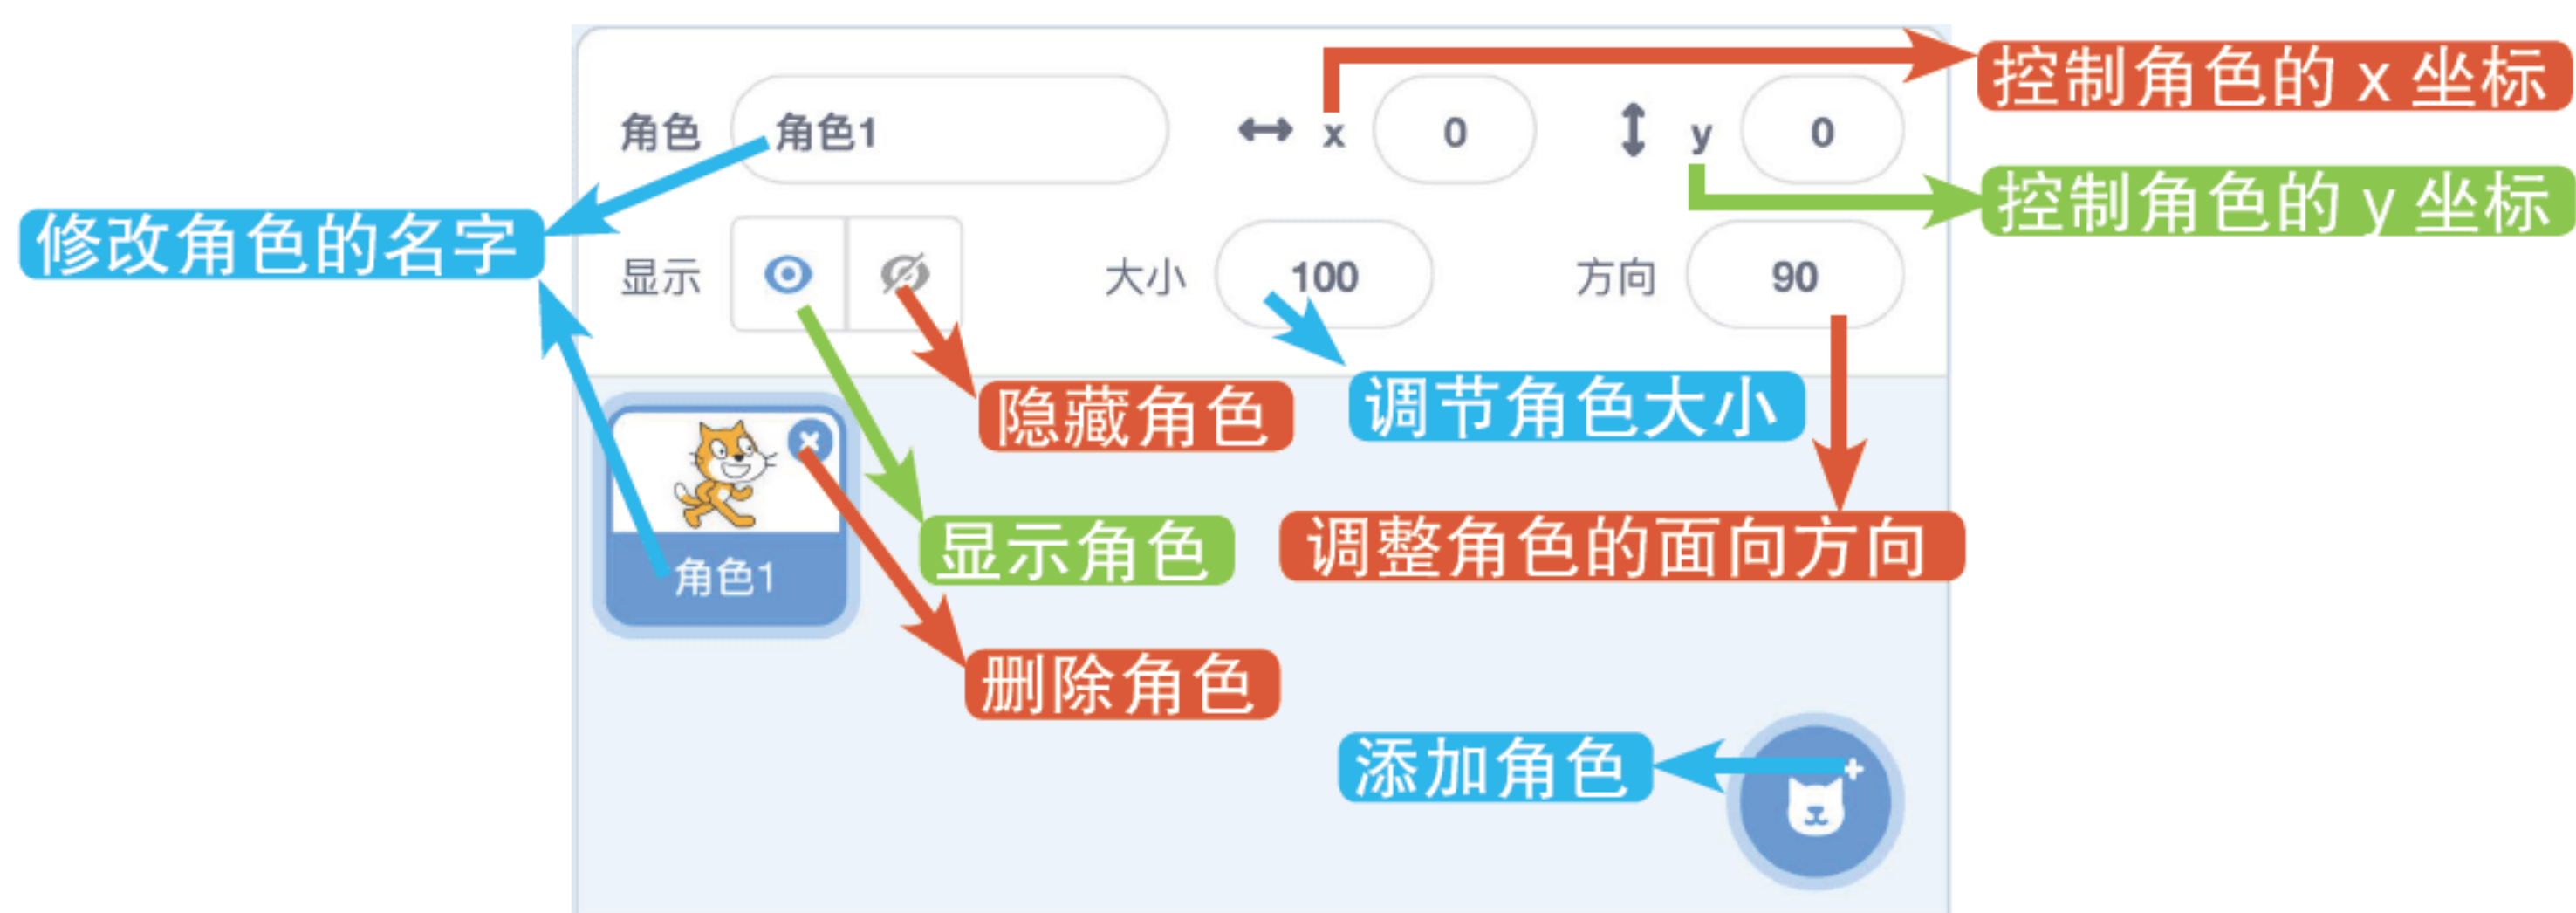 控制角色的 x 坐标
角色 角色1 x 0 y 0
控制角色的 y 坐标
修改角色的名字
显示 大小 100 方向 90
隐藏角色
调节角色大小
显示角色
调整角色的面向方向
角色1
删除角色
添加角色